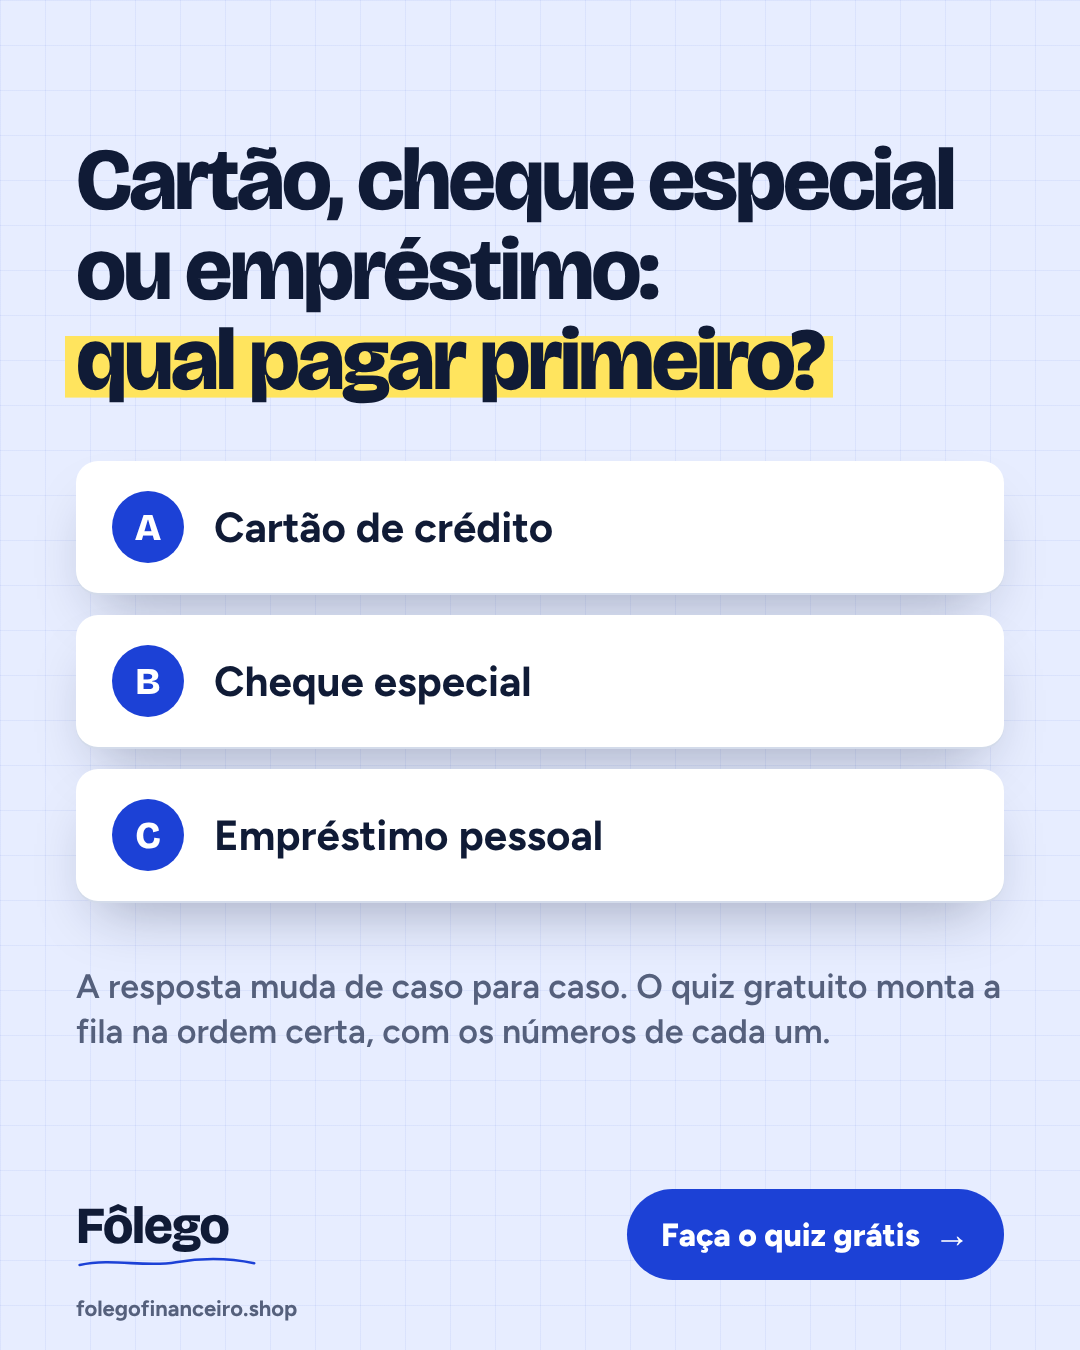 Cartão, cheque especial
ou empréstimo:
qual pagar primeiro?
A Cartão de crédito
B Cheque especial
C Empréstimo pessoal
A resposta muda de caso para caso. O quiz gratuito monta a
fila na ordem certa, com os números de cada um.
Fôlego
Faça o quiz grátis →
folegofinanceiro.shop